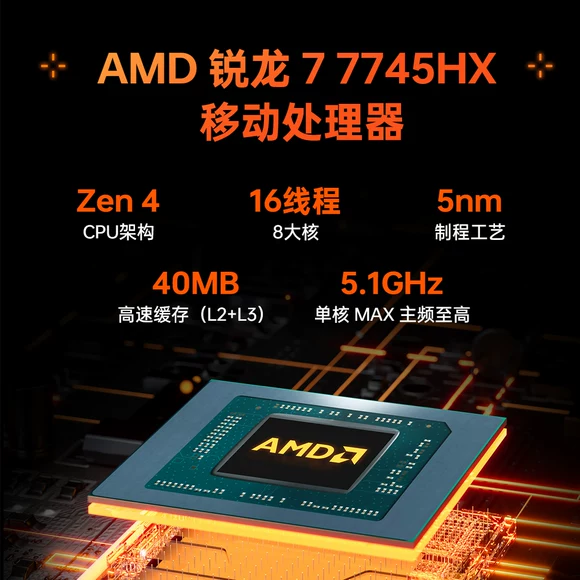 AMD 锐龙 7 7745HX
移动处理器
Zen 4 16线程 5nm
CPU架构 8大核 制程工艺
40MB 5.1GHz
高速缓存（L2+L3） 单核 MAX 主频至高
AMD